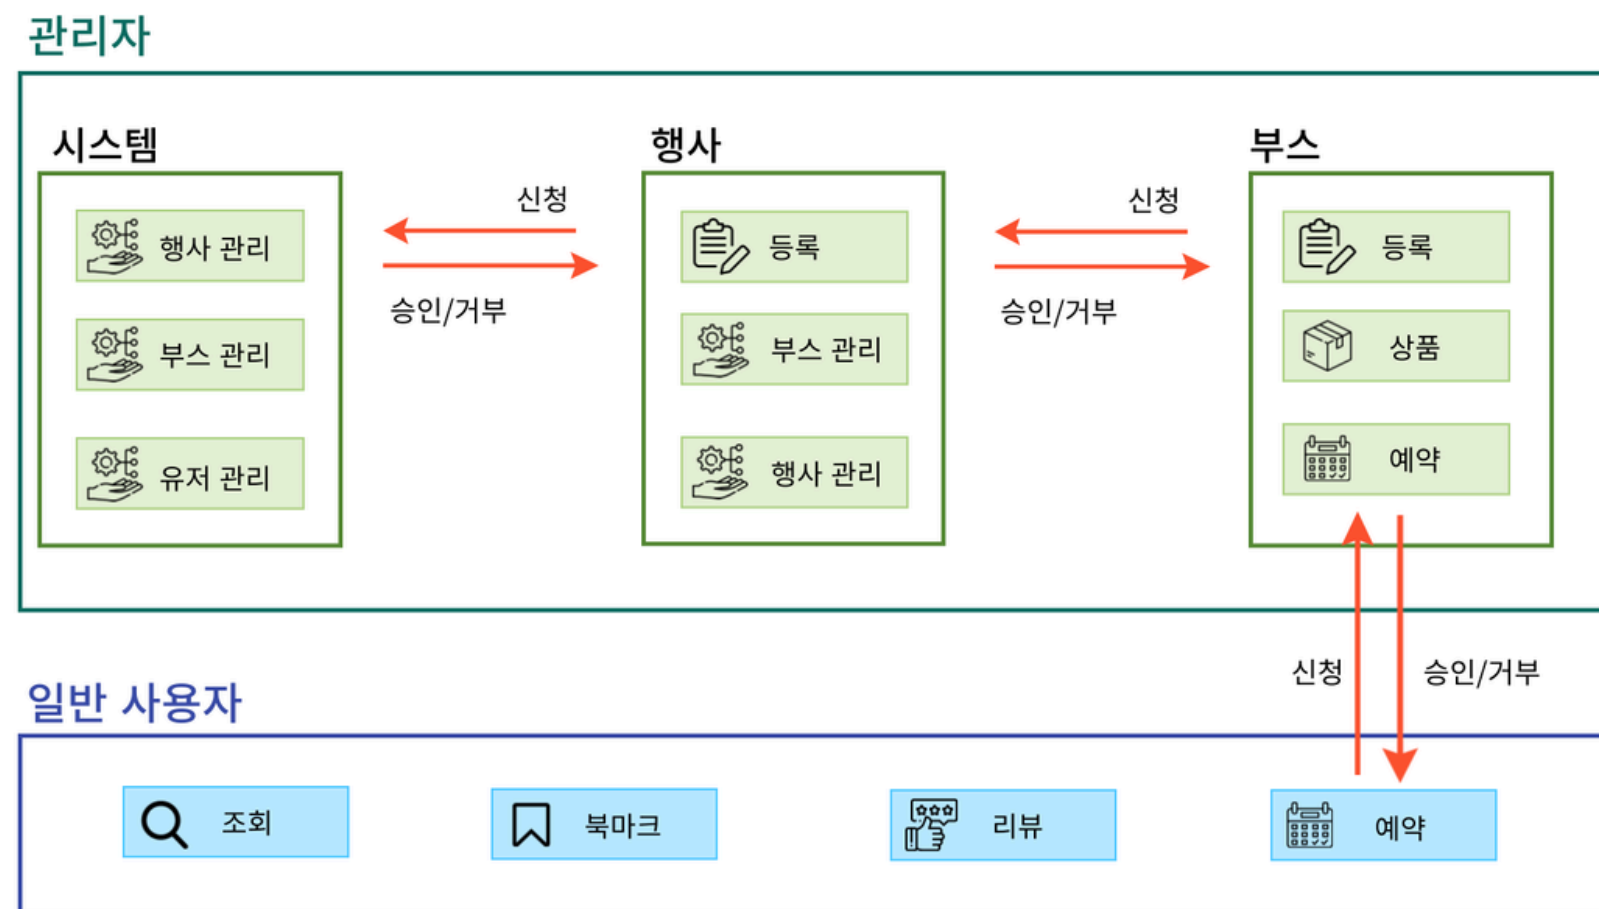 관리자
시스템
행사 관리
부스 관리
유저 관리
신청
승인/거부
행사
등록
부스 관리
행사 관리
신청
승인/거부
부스
등록
상품
예약
신청
승인/거부
일반 사용자
조회
북마크
리뷰
예약